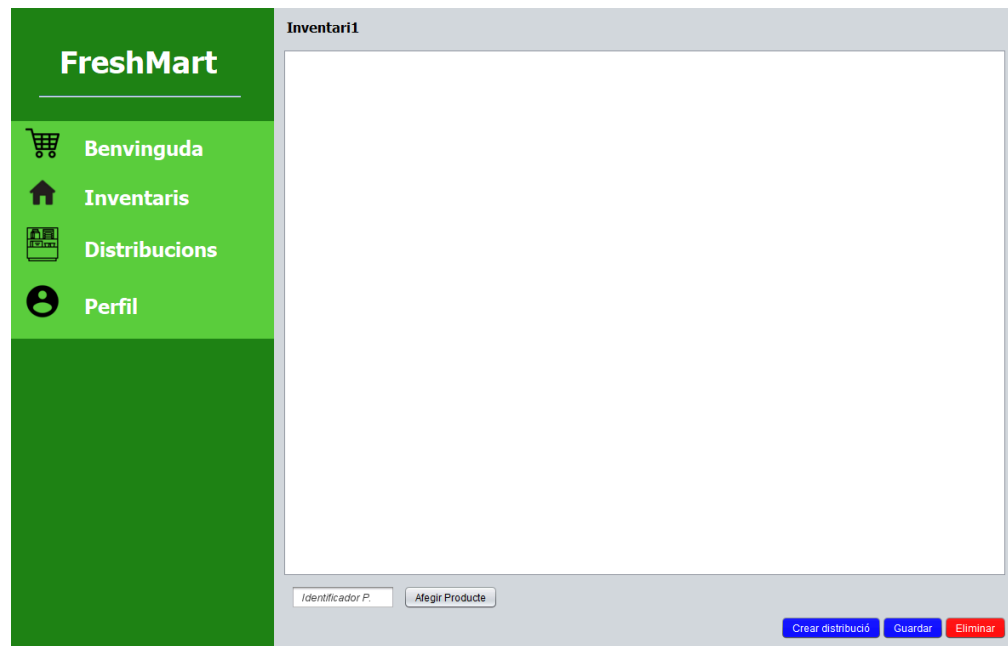 FreshMart
Benvinguda
Inventaris
Distribucions
Perfil
Inventari1
Identificador P.
Afegir Producte
Crear distribució
Guardar
Eliminar